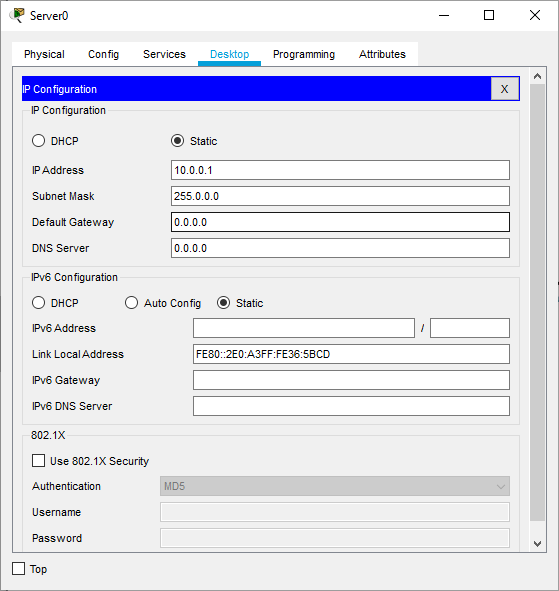 Server0
Physical Config Services Desktop Programming Attributes
IP Configuration X
IP Configuration
DHCP Static
IP Address 10.0.0.1
Subnet Mask 255.0.0.0
Default Gateway 0.0.0.0
DNS Server 0.0.0.0
IPv6 Configuration
DHCP Auto Config Static
IPv6 Address /
Link Local Address FE80::2E0:A3FF:FE36:5BCD
IPv6 Gateway
IPv6 DNS Server
802.1X
Use 802.1X Security
Authentication MD5
Username
Password
Top